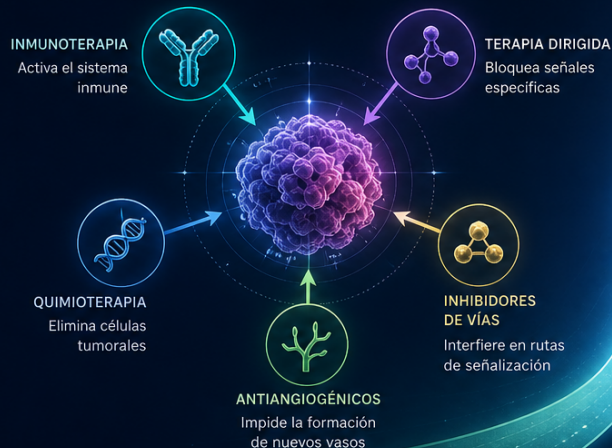 INMUNOTERAPIA
Activa el sistema
inmune
TERAPIA DIRIGIDA
Bloquea señales
específicas
QUIMIOTERAPIA
Elimina células
tumorales
INHIBIDORES
DE VÍAS
Interfiere en rutas
de señalización
ANTIANGIOGÉNICOS
Impide la formación
de nuevos vasos